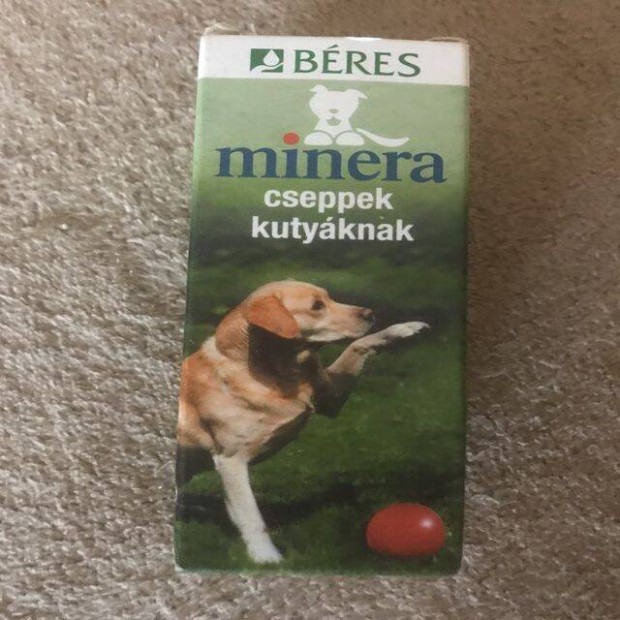 BÉRES
minera
cseppek
kutyáknak